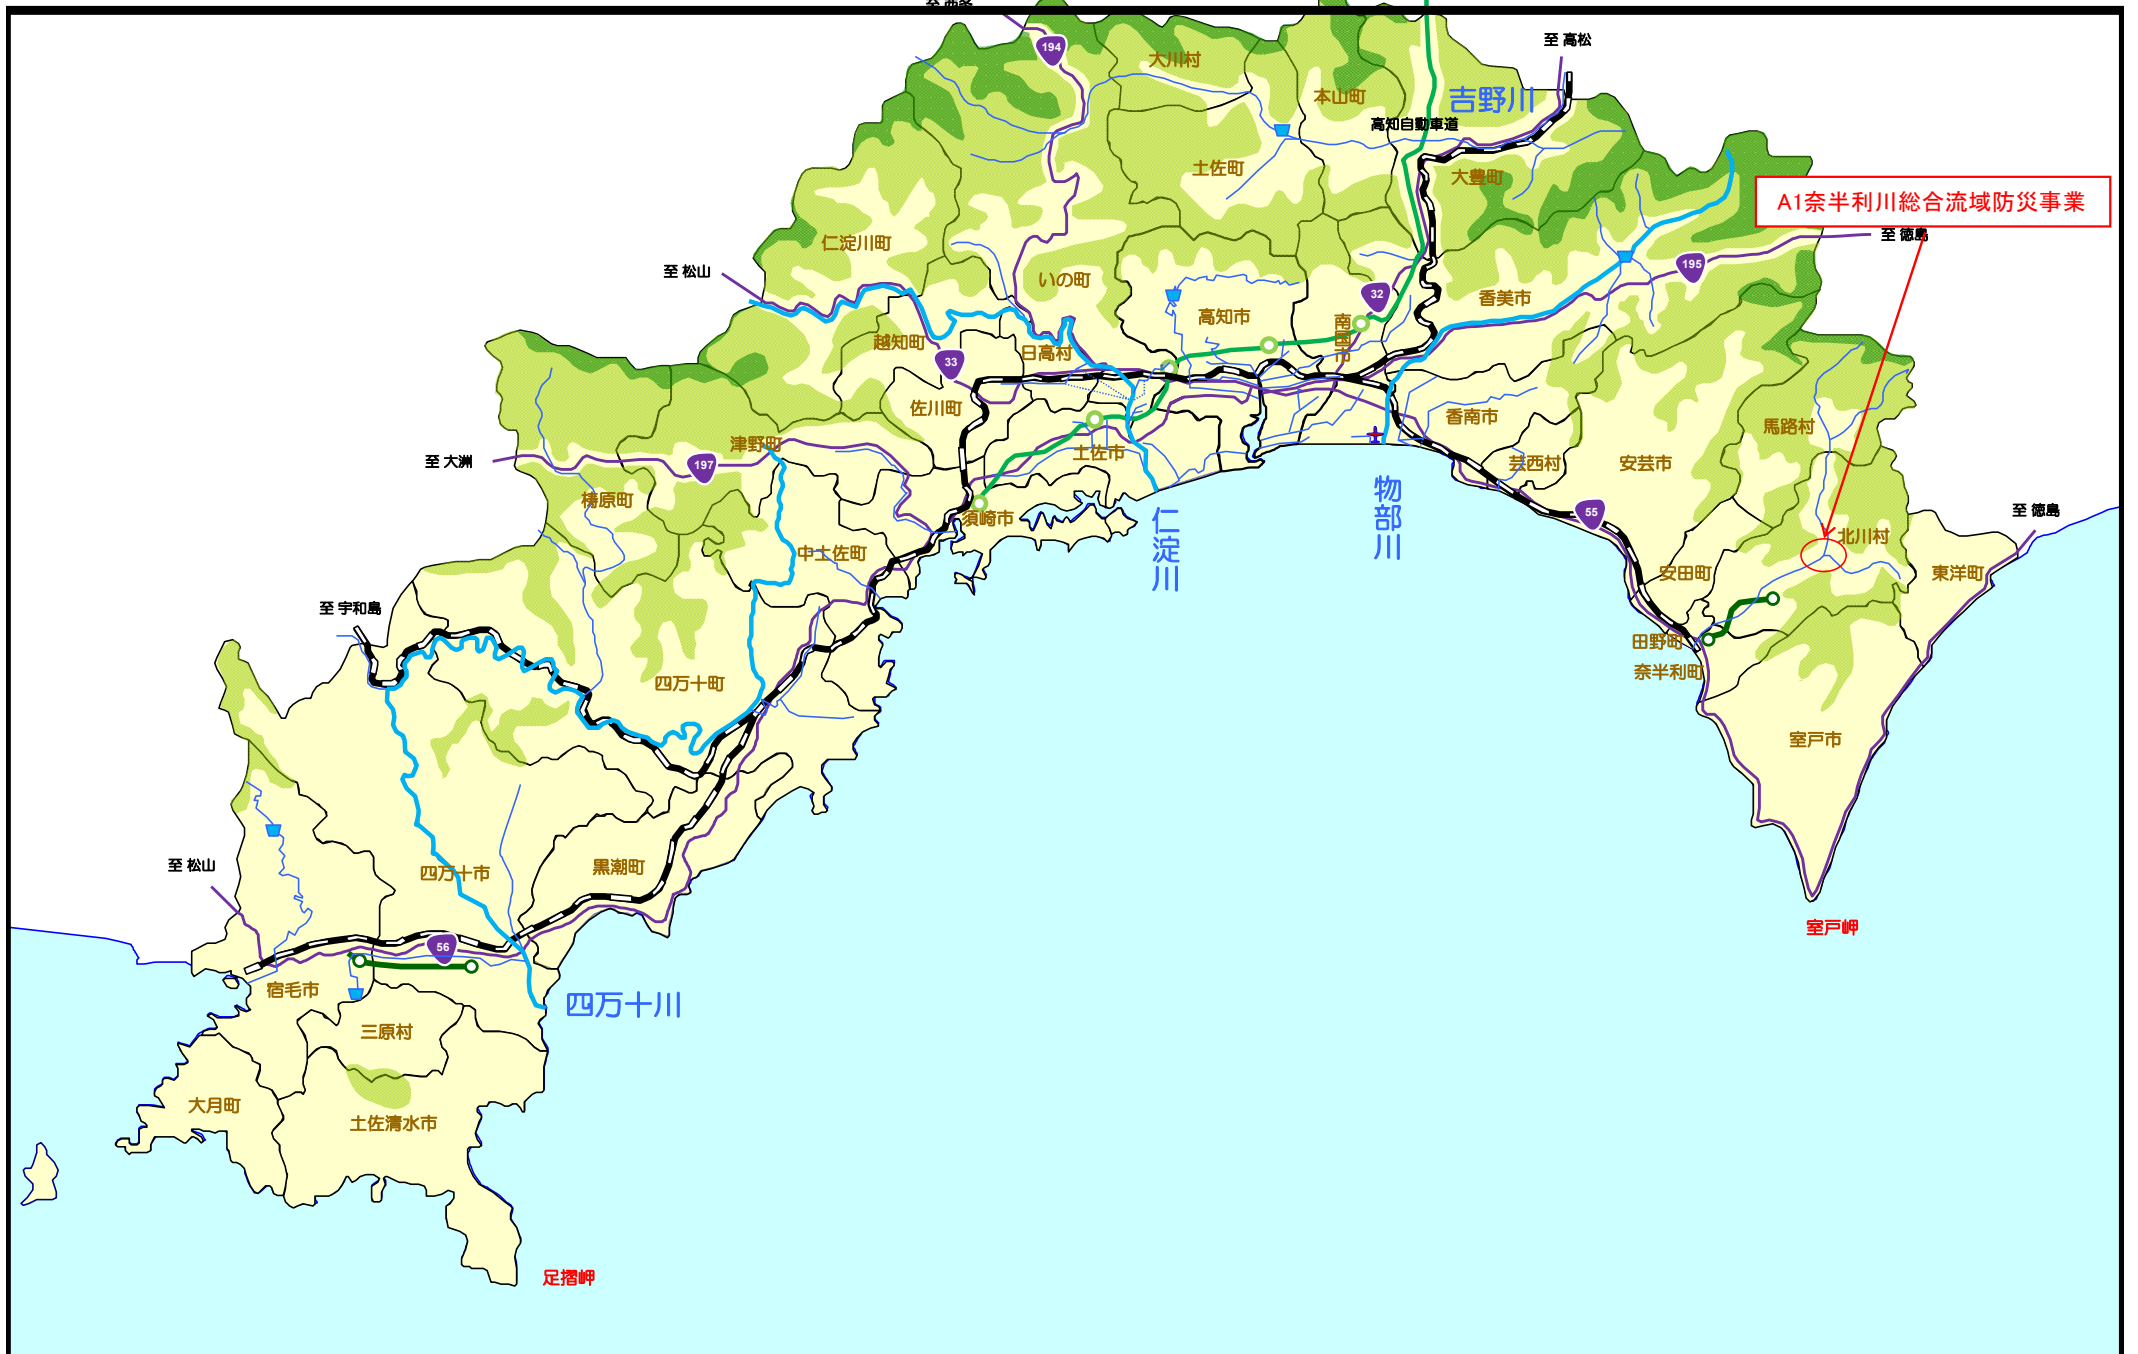 至 西条
194
大川村
至 高松
本山町
吉野川
高知自動車道
土佐町
大豊町
A1奈半利川総合流域防災事業
至 徳島
仁淀川町
至 松山
いの町
195
32
香美市
高知市
南国市
越知町
日高村
33
佐川町
香南市
馬路村
津野町
土佐市
至 大洲
197
芸西村
安芸市
梼原町
物部川
須崎市
仁淀川
55
至 徳島
中土佐町
北川村
安田町
東洋町
至 宇和島
田野町
奈半利町
四万十町
室戸市
至 松山
四万十市
黒潮町
室戸岬
56
宿毛市
四万十川
三原村
大月町
土佐清水市
足摺岬